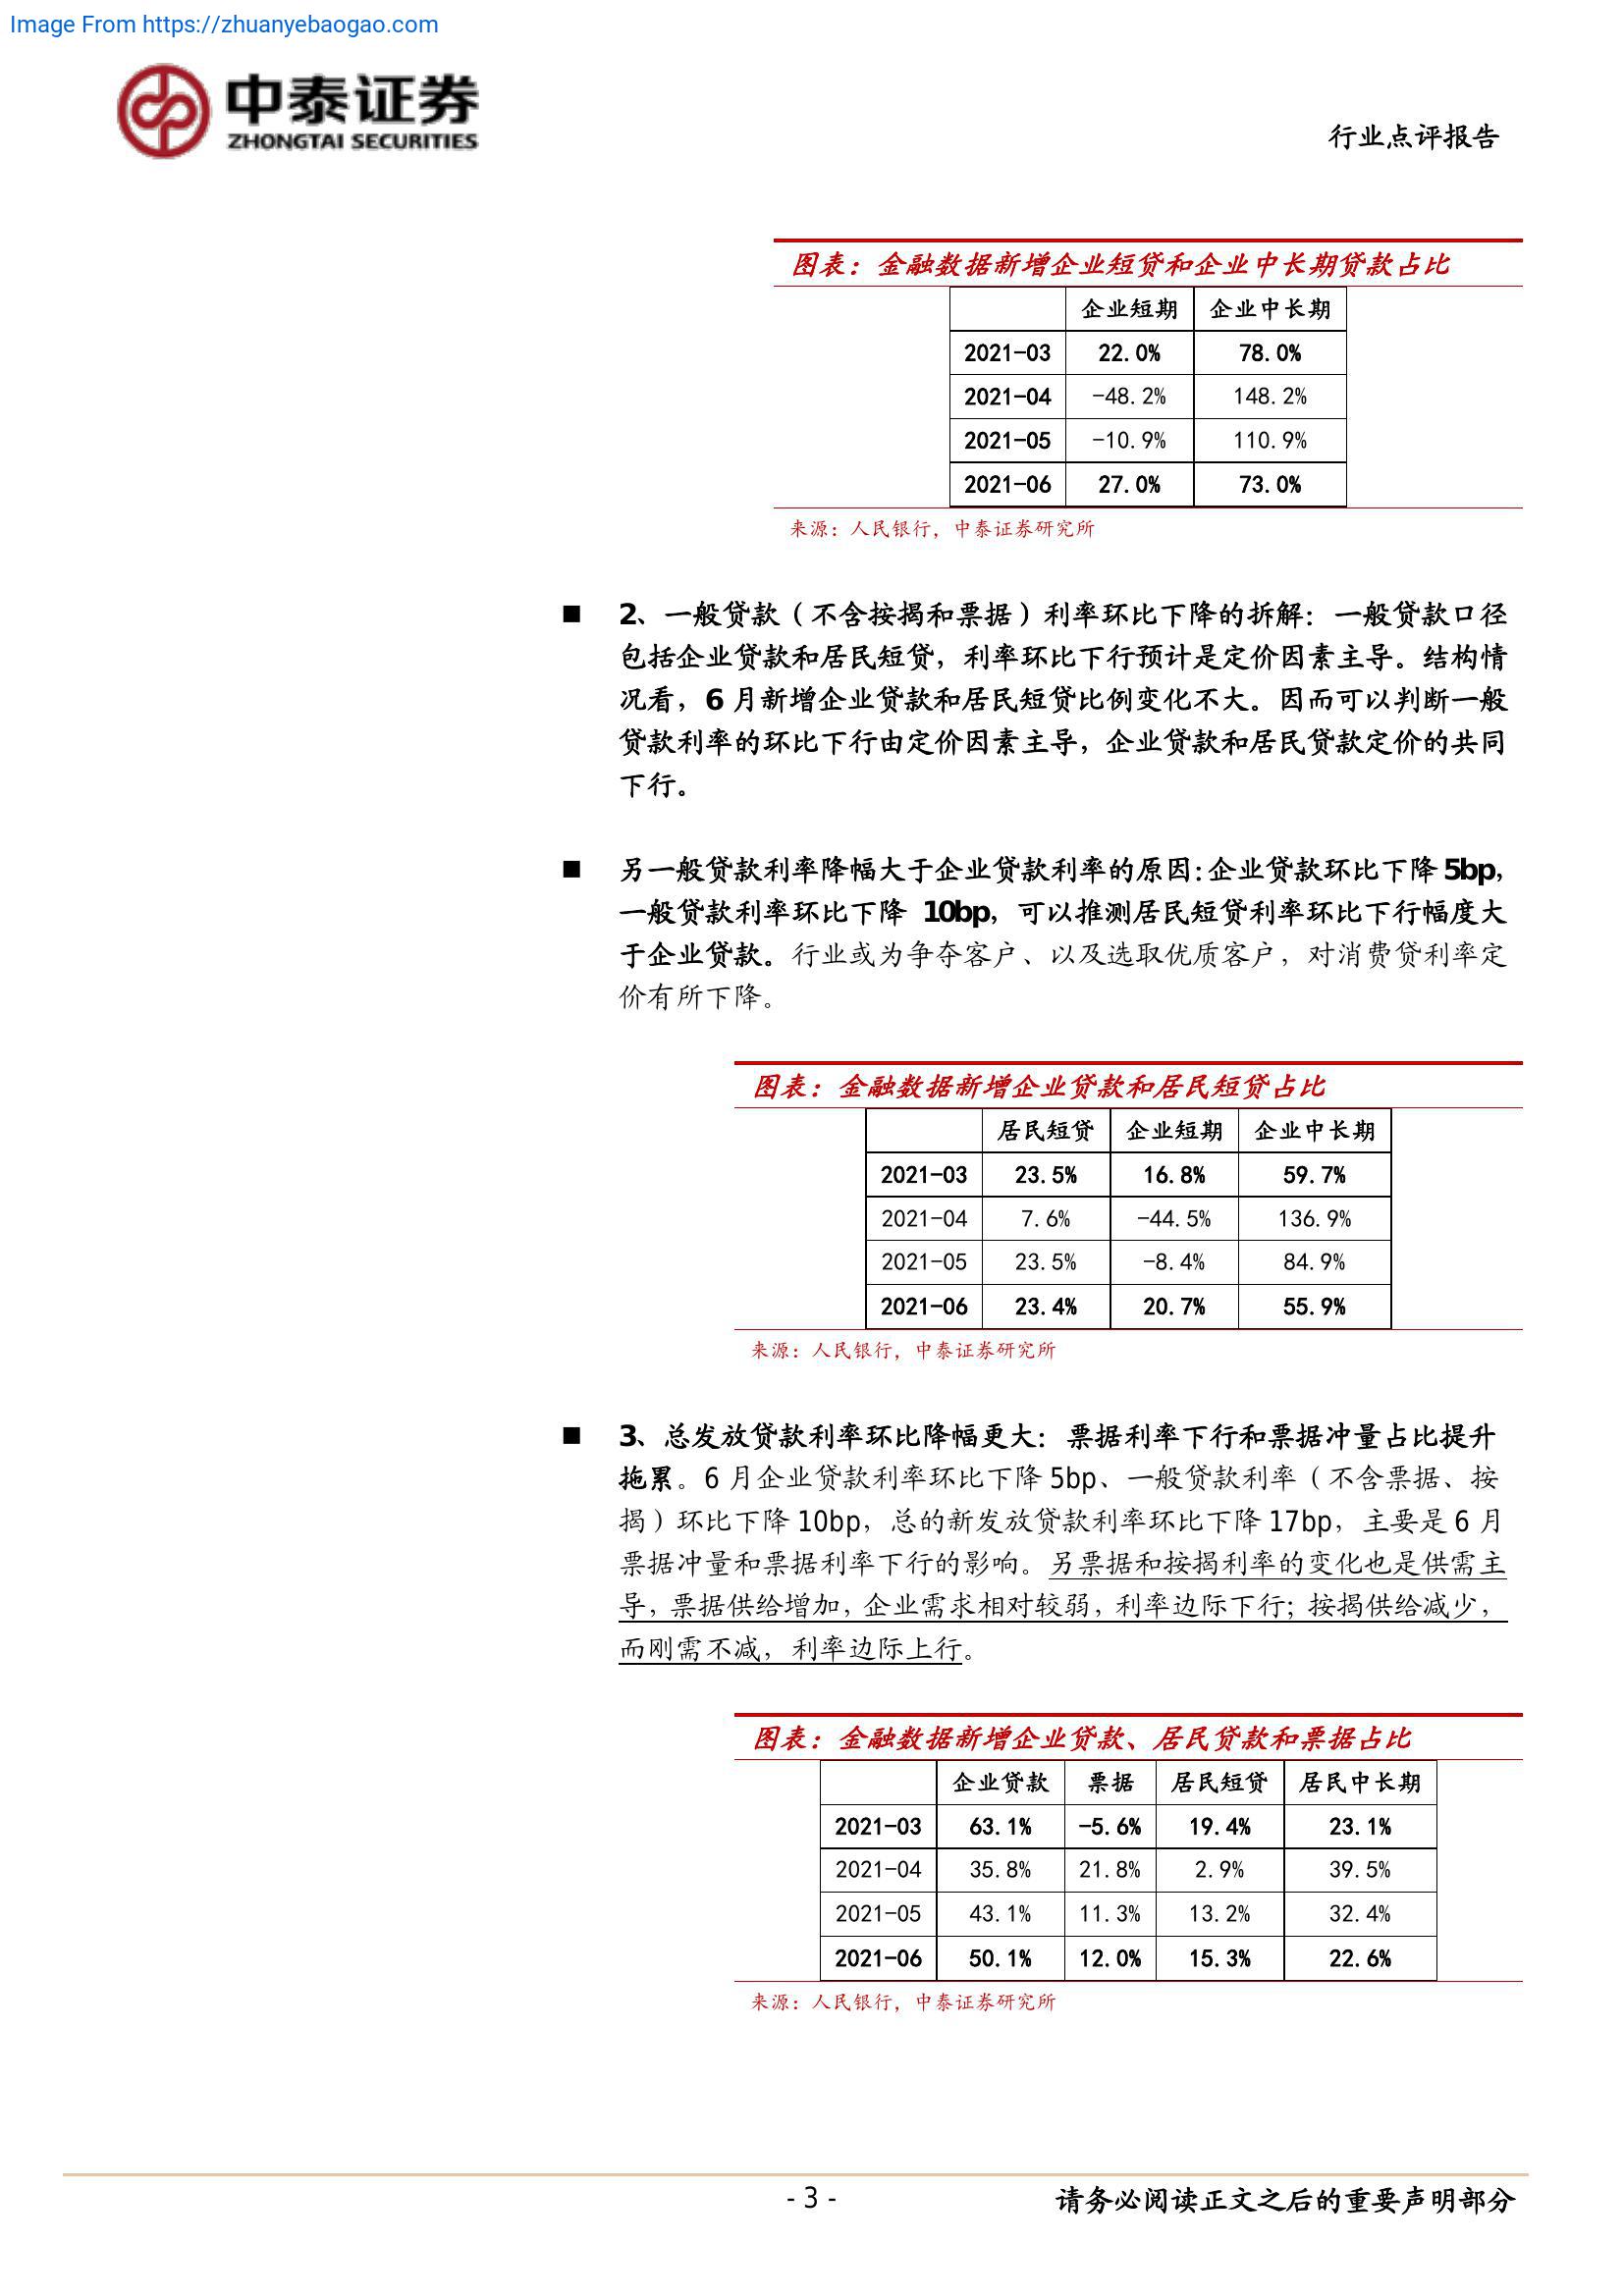 Image From https://zhuanyebaogao.com
中泰证券
ZHONGTAI SECURITIES
行业点评报告
图表：金融数据新增企业短贷和企业中长期贷款占比
企业短期 企业中长期
2021-03 22.0% 78.0%
2021-04 -48.2% 148.2%
2021-05 -10.9% 110.9%
2021-06 27.0% 73.0%
来源：人民银行，中泰证券研究所
■ 2、一般贷款（不含按揭和票据）利率环比下降的拆解：一般贷款口径
包括企业贷款和居民短贷，利率环比下行预计是定价因素主导。结构情
况看，6 月新增企业贷款和居民短贷比例变化不大。因而可以判断一般
贷款利率的环比下行由定价因素主导，企业贷款和居民贷款定价的共同
下行。
■ 另一般贷款利率降幅大于企业贷款利率的原因：企业贷款环比下降 5bp，
一般贷款利率环比下降 10bp，可以推测居民短贷利率环比下行幅度大
于企业贷款。行业或为争夺客户、以及选取优质客户，对消费贷利率定
价有所下降。
图表：金融数据新增企业贷款和居民短贷占比
居民短贷 企业短期 企业中长期
2021-03 23.5% 16.8% 59.7%
2021-04 7.6% -44.5% 136.9%
2021-05 23.5% -8.4% 84.9%
2021-06 23.4% 20.7% 55.9%
来源：人民银行，中泰证券研究所
■ 3、总发放贷款利率环比降幅更大：票据利率下行和票据冲量占比提升
拖累。6 月企业贷款利率环比下降 5bp、一般贷款利率（不含票据、按
揭）环比下降 10bp，总的新发放贷款利率环比下降 17bp，主要是 6 月
票据冲量和票据利率下行的影响。另票据和按揭利率的变化也是供需主
导，票据供给增加，企业需求相对较弱，利率边际下行；按揭供给减少，
而刚需不减，利率边际上行。
图表：金融数据新增企业贷款、居民贷款和票据占比
企业贷款 票据 居民短贷 居民中长期
2021-03 63.1% -5.6% 19.4% 23.1%
2021-04 35.8% 21.8% 2.9% 39.5%
2021-05 43.1% 11.3% 13.2% 32.4%
2021-06 50.1% 12.0% 15.3% 22.6%
来源：人民银行，中泰证券研究所
- 3 -
请务必阅读正文之后的重要声明部分